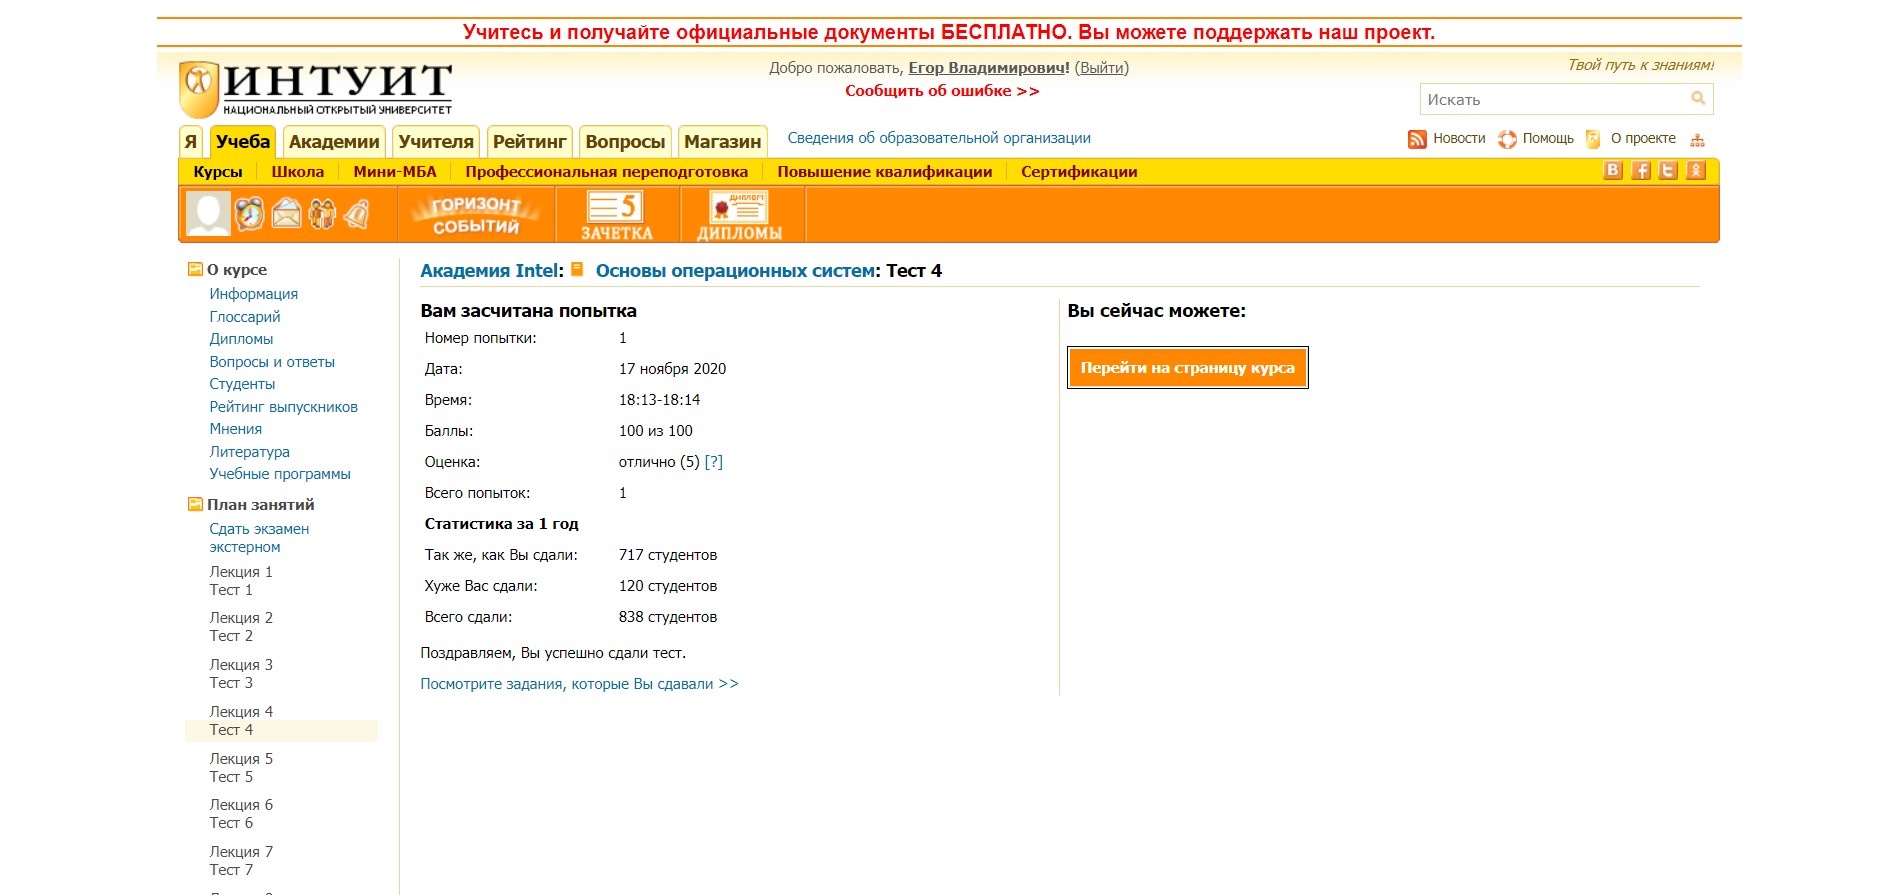 Учитесь и получайте официальные документы БЕСПЛАТНО. Вы можете поддержать наш проект.
ИНТУИТ
НАЦИОНАЛЬНЫЙ ОТКРЫТЫЙ УНИВЕРСИТЕТ
Добро пожаловать, Егор Владимирович! (Выйти)
Сообщить об ошибке >>
Твой путь к знаниям!
Искать
Я Учеба Академии Учителя Рейтинг Вопросы Магазин Сведения об образовательной организации
Новости Помощь О проекте
Курсы Школа Мини-МБА Профессиональная переподготовка Повышение квалификации Сертификации
ГОРИЗОНТ
СОБЫТИЙ
5
ЗАЧЕТКА
ДИПЛОМ
ДИПЛОМЫ
О курсе
Информация
Глоссарий
Дипломы
Вопросы и ответы
Студенты
Рейтинг выпускников
Мнения
Литература
Учебные программы
План занятий
Сдать экзамен
экстерном
Лекция 1
Тест 1
Лекция 2
Тест 2
Лекция 3
Тест 3
Лекция 4
Тест 4
Лекция 5
Тест 5
Лекция 6
Тест 6
Лекция 7
Тест 7
Академия Intel: Основы операционных систем: Тест 4
Вам засчитана попытка
Номер попытки: 1
Дата: 17 ноября 2020
Время: 18:13-18:14
Баллы: 100 из 100
Оценка: отлично (5) [?]
Всего попыток: 1
Статистика за 1 год
Так же, как Вы сдали: 717 студентов
Хуже Вас сдали: 120 студентов
Всего сдали: 838 студентов
Поздравляем, Вы успешно сдали тест.
Посмотрите задания, которые Вы сдавали >>
Вы сейчас можете:
Перейти на страницу курса